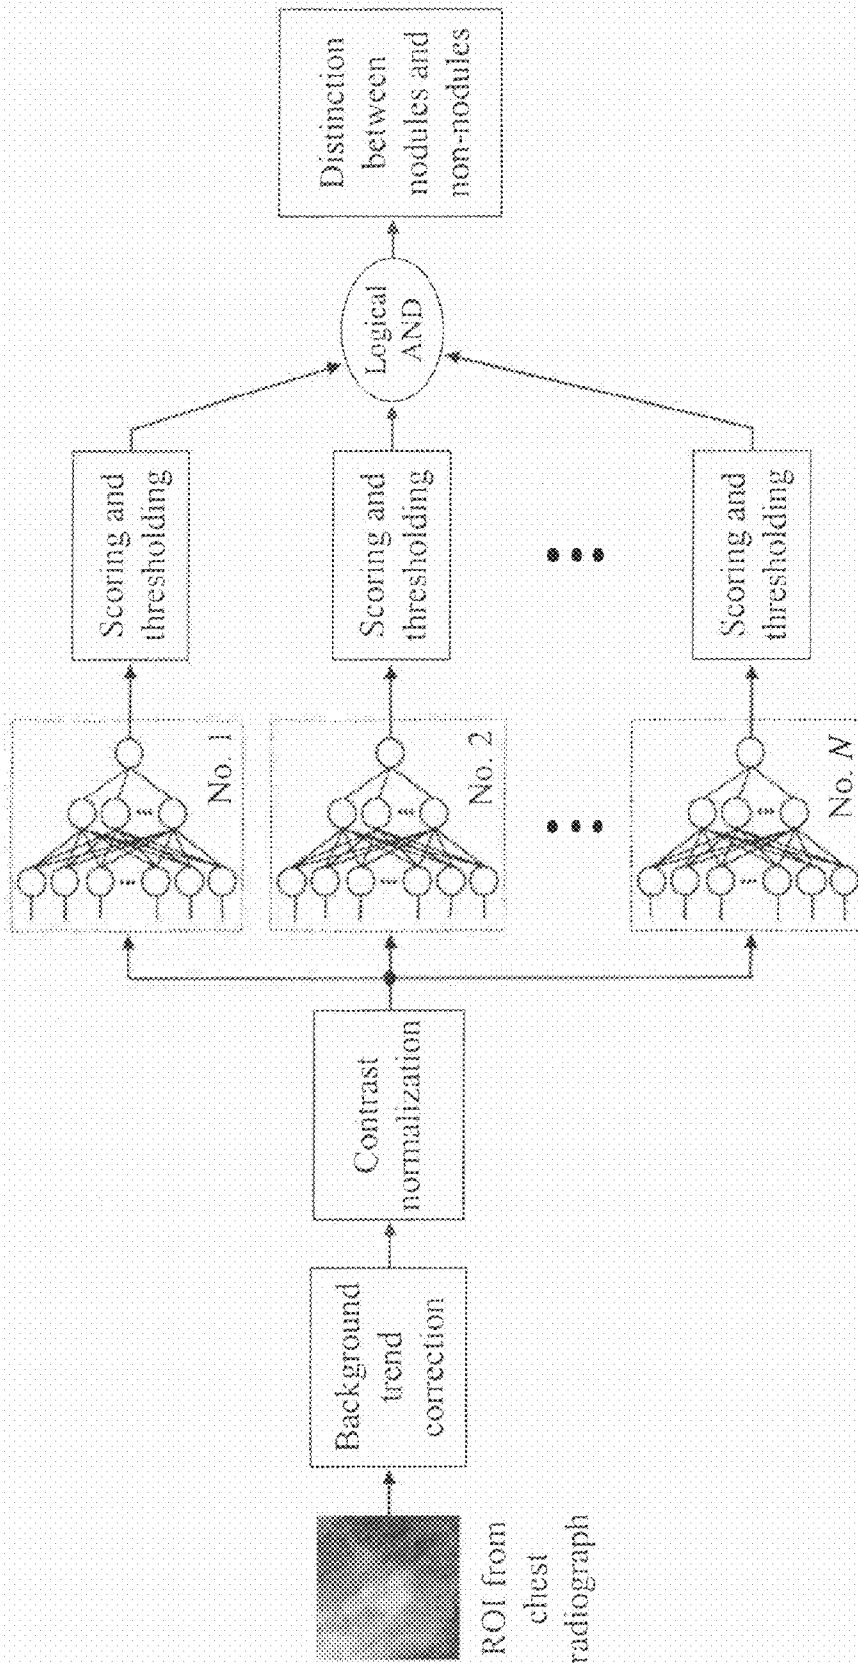 ROI from
chest
radiograph
Background
trend
correction
Contrast
normalization
No. 1
No. 2
No. N
Scoring and
thresholding
Scoring and
thresholding
Scoring and
thresholding
Logical
AND
Distinction
between
nodules and
non-nodules